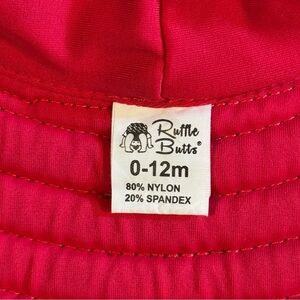 Ruffle
Butts®
0-12m
80% NYLON
20% SPANDEX